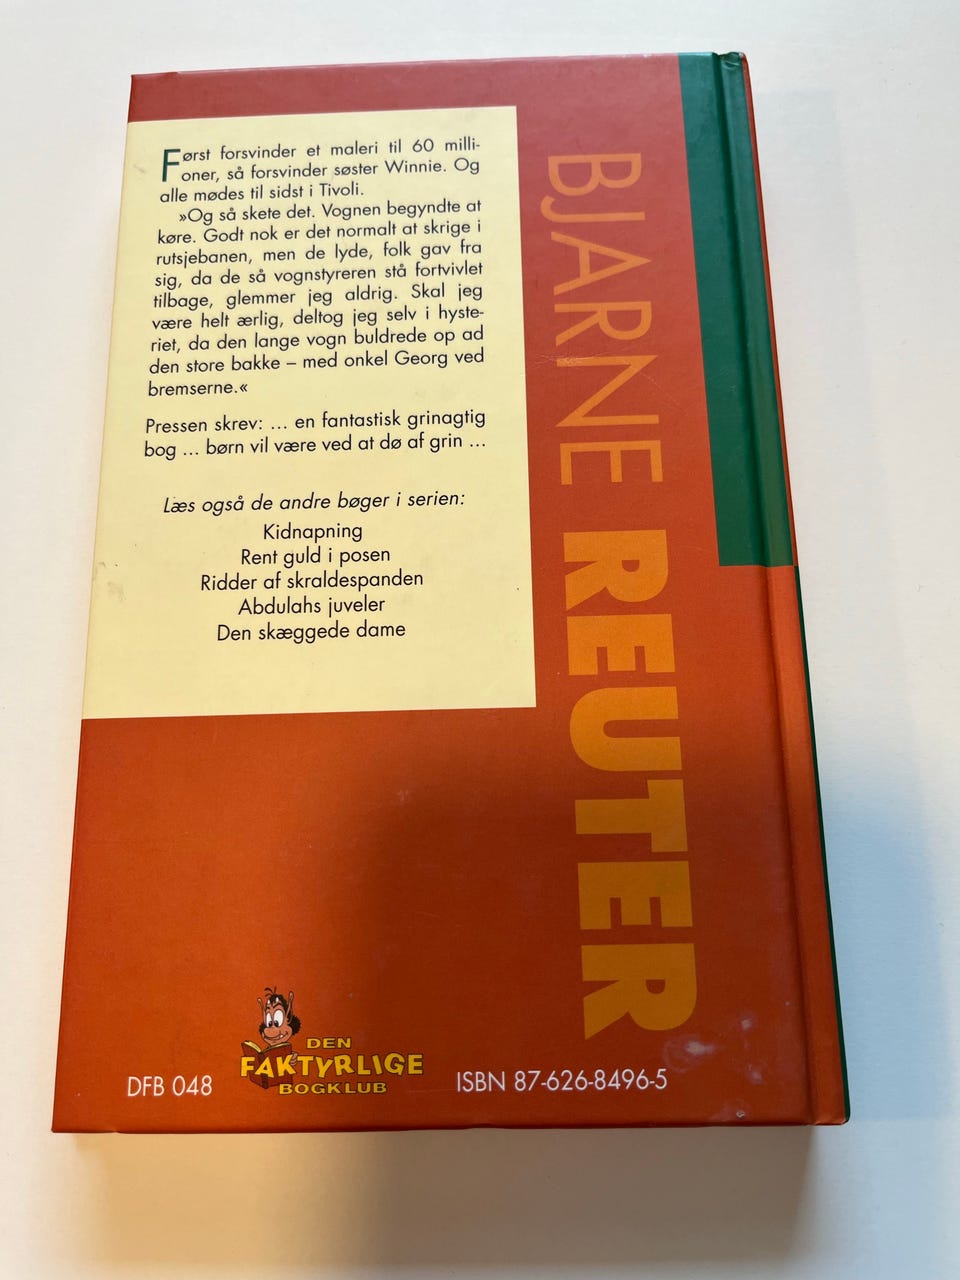 Først forsvinder et maleri til 60 milli-
oner, så forsvinder søster Winnie. Og
alle mødes til sidst i Tivoli.
»Og så skete det. Vognen begyndte at
køre. Godt nok er det normalt at skrige i
rutsjebanen, men de lyde, folk gav fra
sig, da de så vognstyreren stå fortvivlet
tilbage, glemmer jeg aldrig. Skal jeg
være helt ærlig, deltog jeg selv i hyste-
riet, da den lange vogn buldrede op ad
den store bakke – med onkel Georg ved
bremserne.«
Pressen skrev: ... en fantastisk grinagtig
bog ... børn vil være ved at dø af grin ...
Læs også de andre bøger i serien:
Kidnapning
Rent guld i posen
Ridder af skraldespanden
Abdulahs juveler
Den skæggede dame
BJARNE REUTER
DFB 048
DEN
FAKTYRLIGE
BOGKLUB
ISBN 87-626-8496-5